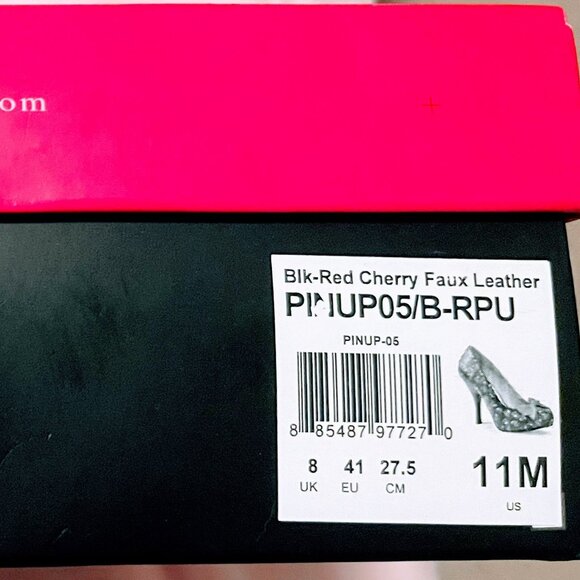 om
Blk-Red Cherry Faux Leather
PINUP05/B-RPU
PINUP-05
8 85487 97727 0
8 41 27.5 11M
UK EU CM US